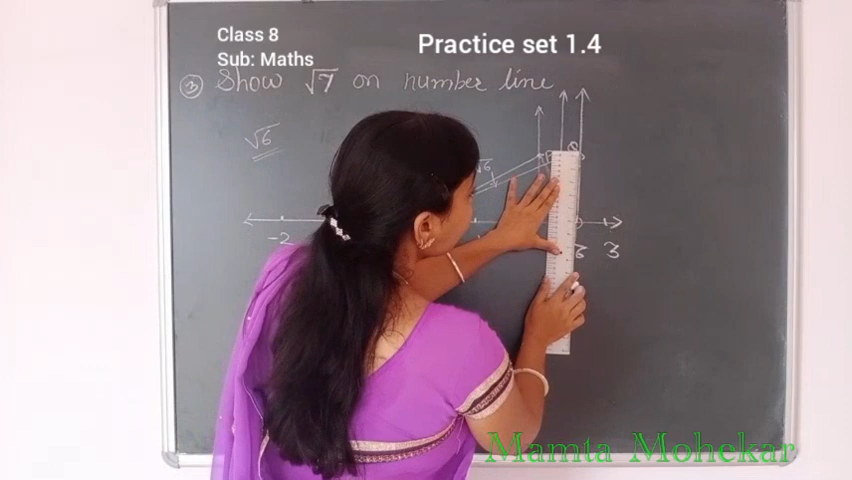 Class 8
Sub: Maths
Practice set 1.4
③ Show √7 on number line
√6
√6
-2
3
Mamta Mohekar